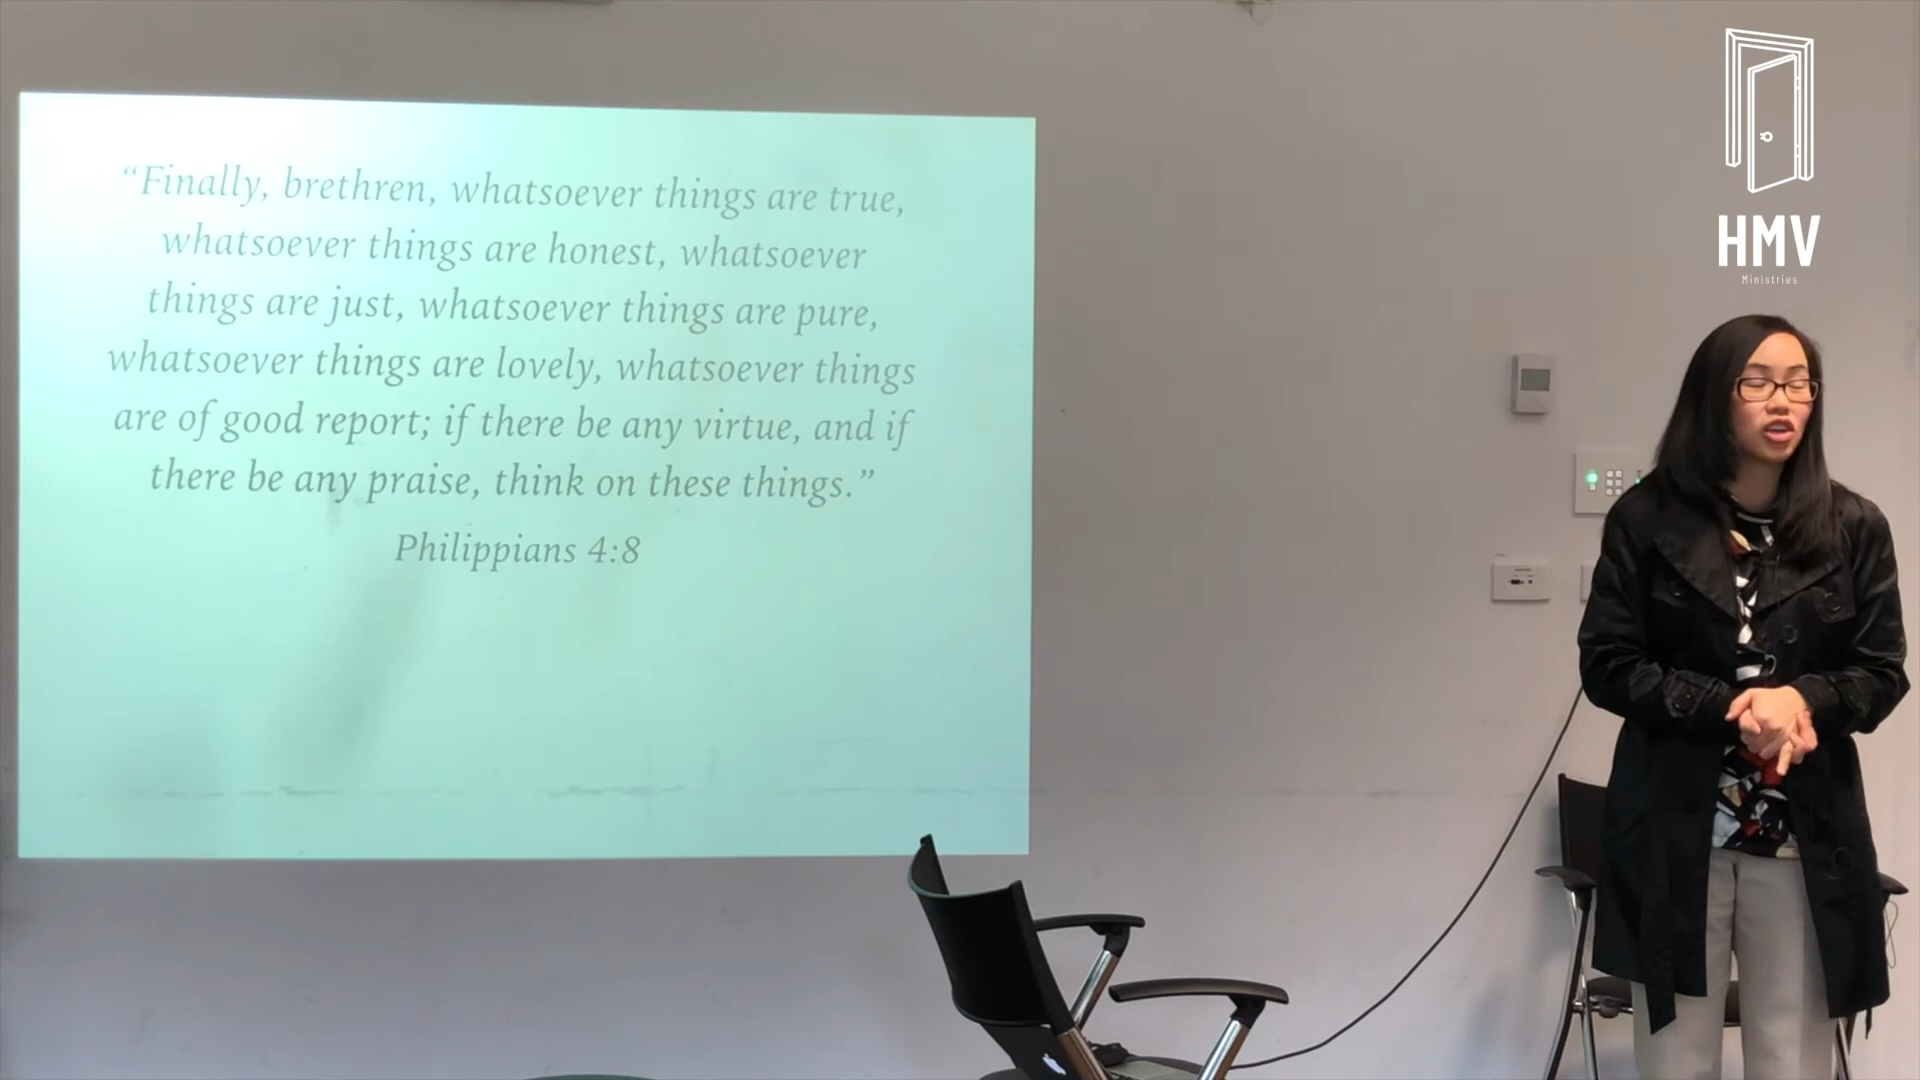 “Finally, brethren, whatsoever things are true,
whatsoever things are honest, whatsoever
things are just, whatsoever things are pure,
whatsoever things are lovely, whatsoever things
are of good report; if there be any virtue, and if
there be any praise, think on these things.”
Philippians 4:8
HMV
Ministries